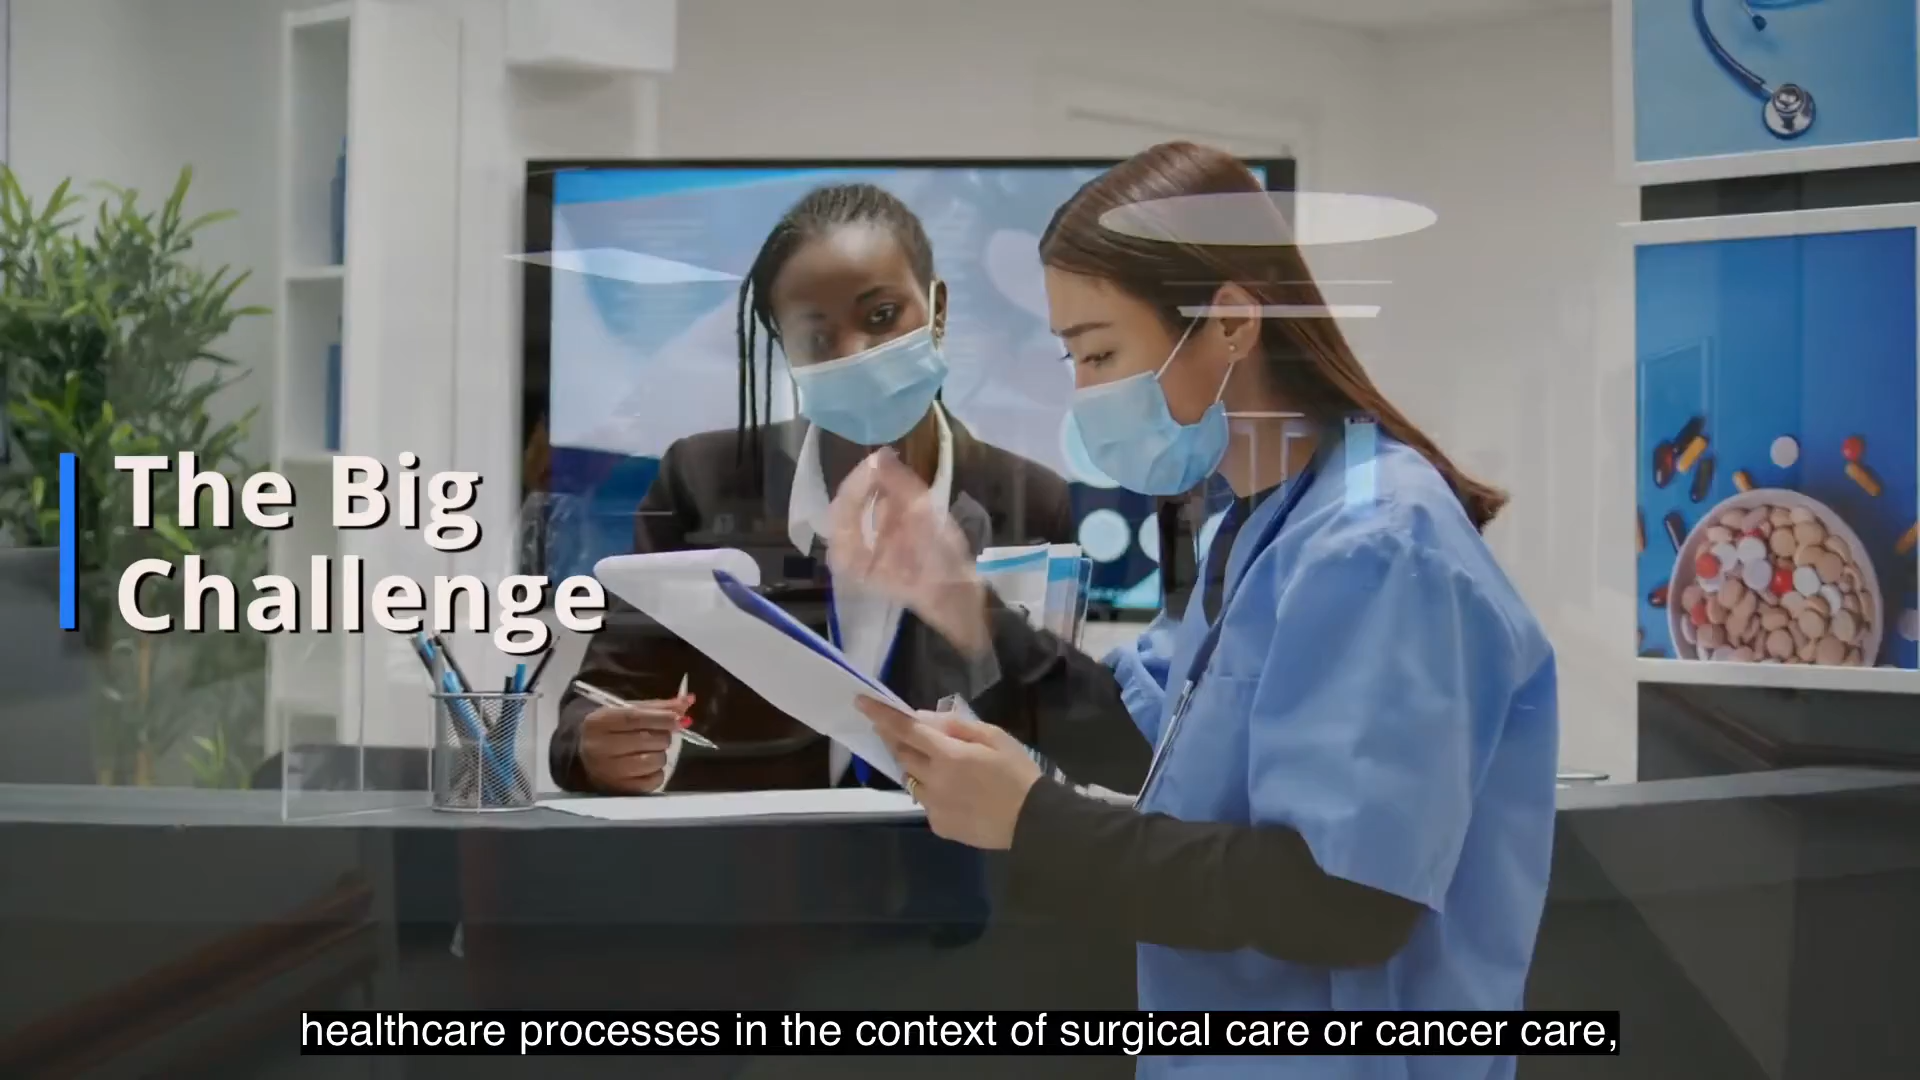 The Big
Challenge
healthcare processes in the context of surgical care or cancer care,